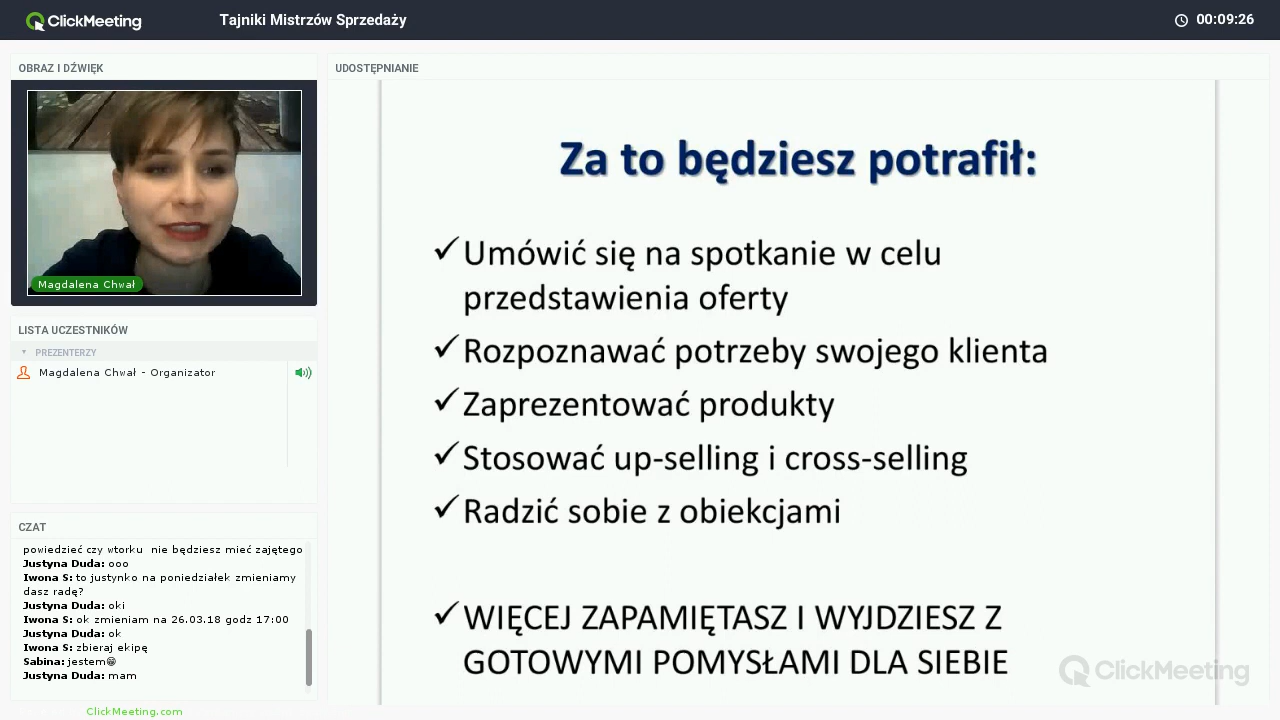 ClickMeeting
Tajniki Mistrzów Sprzedaży
00:09:26
OBRAZ I DŹWIĘK
Magdalena Chwał
LISTA UCZESTNIKÓW
PREZENTERZY
Magdalena Chwał - Organizator
CZAT
powiedzieć czy wtorku nie będziesz mieć zajętego
Justyna Duda: ooo
Iwona S: to justynko na poniedziałek zmieniamy
dasz radę?
Justyna Duda: oki
Iwona S: ok zmieniam na 26.03.18 godz 17:00
Justyna Duda: ok
Iwona S: zbieraj ekipę
Sabina: jestem😁
Justyna Duda: mam
ClickMeeting.com
UDOSTĘPNIANIE
Za to będziesz potrafił:
✓ Umówić się na spotkanie w celu
przedstawienia oferty
✓ Rozpoznawać potrzeby swojego klienta
✓ Zaprezentować produkty
✓ Stosować up-selling i cross-selling
✓ Radzić sobie z obiekcjami
✓ WIĘCEJ ZAPAMIĘTASZ I WYJDZIESZ Z
GOTOWYMI POMYSŁAMI DLA SIEBIE
ClickMeeting